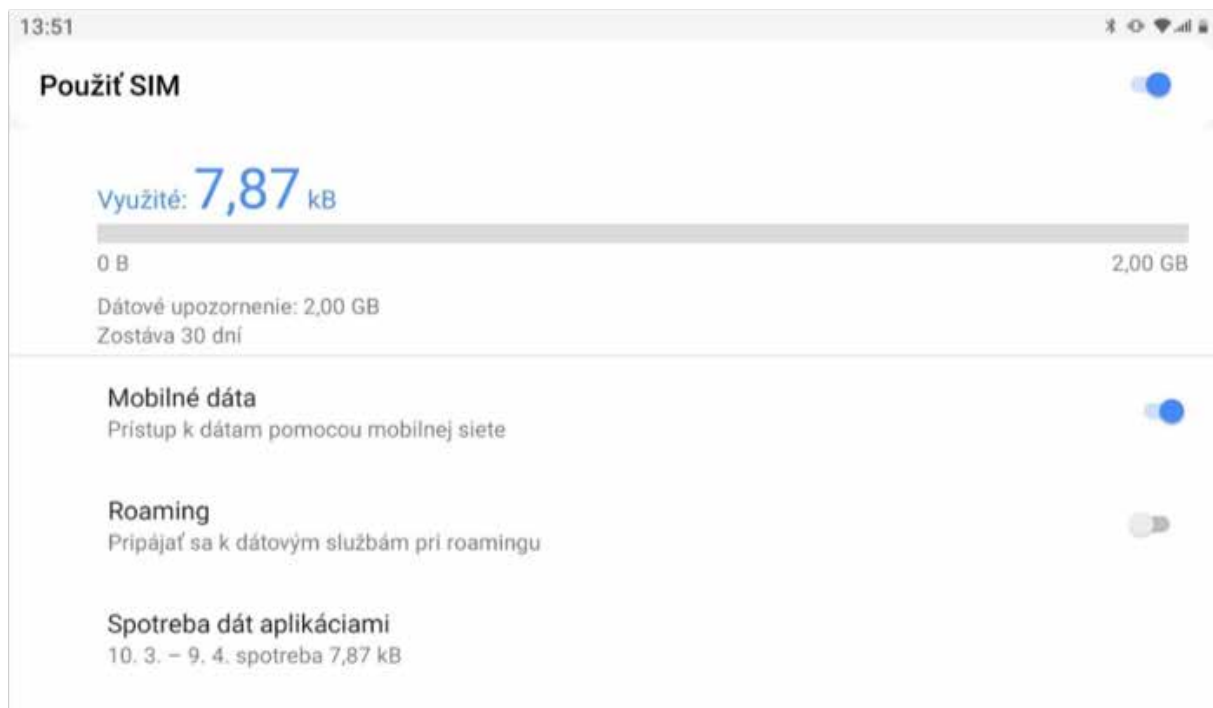 13:51
Použiť SIM
Využité: 7,87 kB
0 B 2,00 GB
Dátové upozornenie: 2,00 GB
Zostáva 30 dní
Mobilné dáta
Prístup k dátam pomocou mobilnej siete
Roaming
Pripájať sa k dátovým službám pri roamingu
Spotreba dát aplikáciami
10. 3. – 9. 4. spotreba 7,87 kB